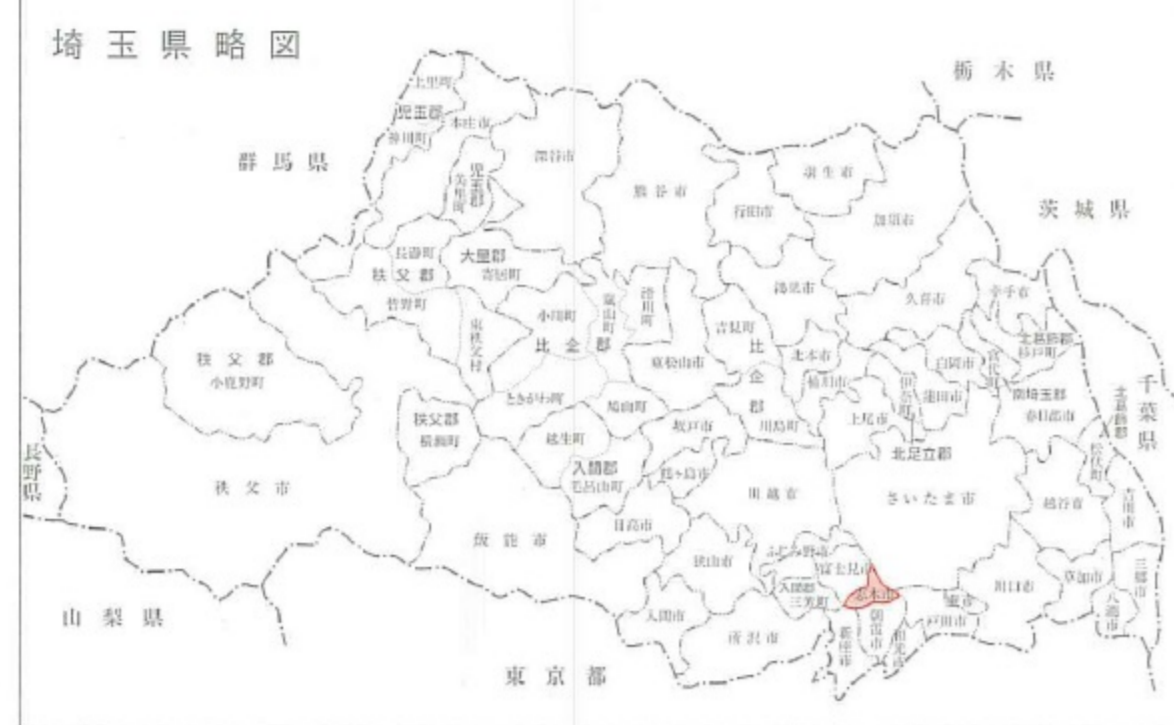 埼玉県略図
栃木県
上里町
児玉郡
神川町
本庄市
群馬県
深谷市
児玉郡
美里町
熊谷市
羽生市
行田市
加須市
茨城県
長瀞町
秩父郡
皆野町
大里郡
寄居町
小川町
嵐山町
滑川町
吉見町
鴻巣市
久喜市
幸手市
東秩父村
比企郡
東松山市
比企郡
北本市
桶川市
白岡市
宮代町
北葛飾郡
杉戸町
秩父郡
小鹿野町
ときがわ町
鳩山町
坂戸市
川島町
上尾市
伊奈町
蓮田市
南埼玉郡
春日部市
北葛飾郡
千葉県
秩父郡
横瀬町
越生町
入間郡
毛呂山町
鶴ヶ島市
川越市
北足立郡
さいたま市
松伏町
越谷市
吉川市
長野県
秩父市
飯能市
日高市
狭山市
ふじみ野市
富士見市
入間郡
三芳町
志木市
蕨市
戸田市
川口市
草加市
八潮市
三郷市
山梨県
入間市
所沢市
新座市
朝霞市
和光市
東京都